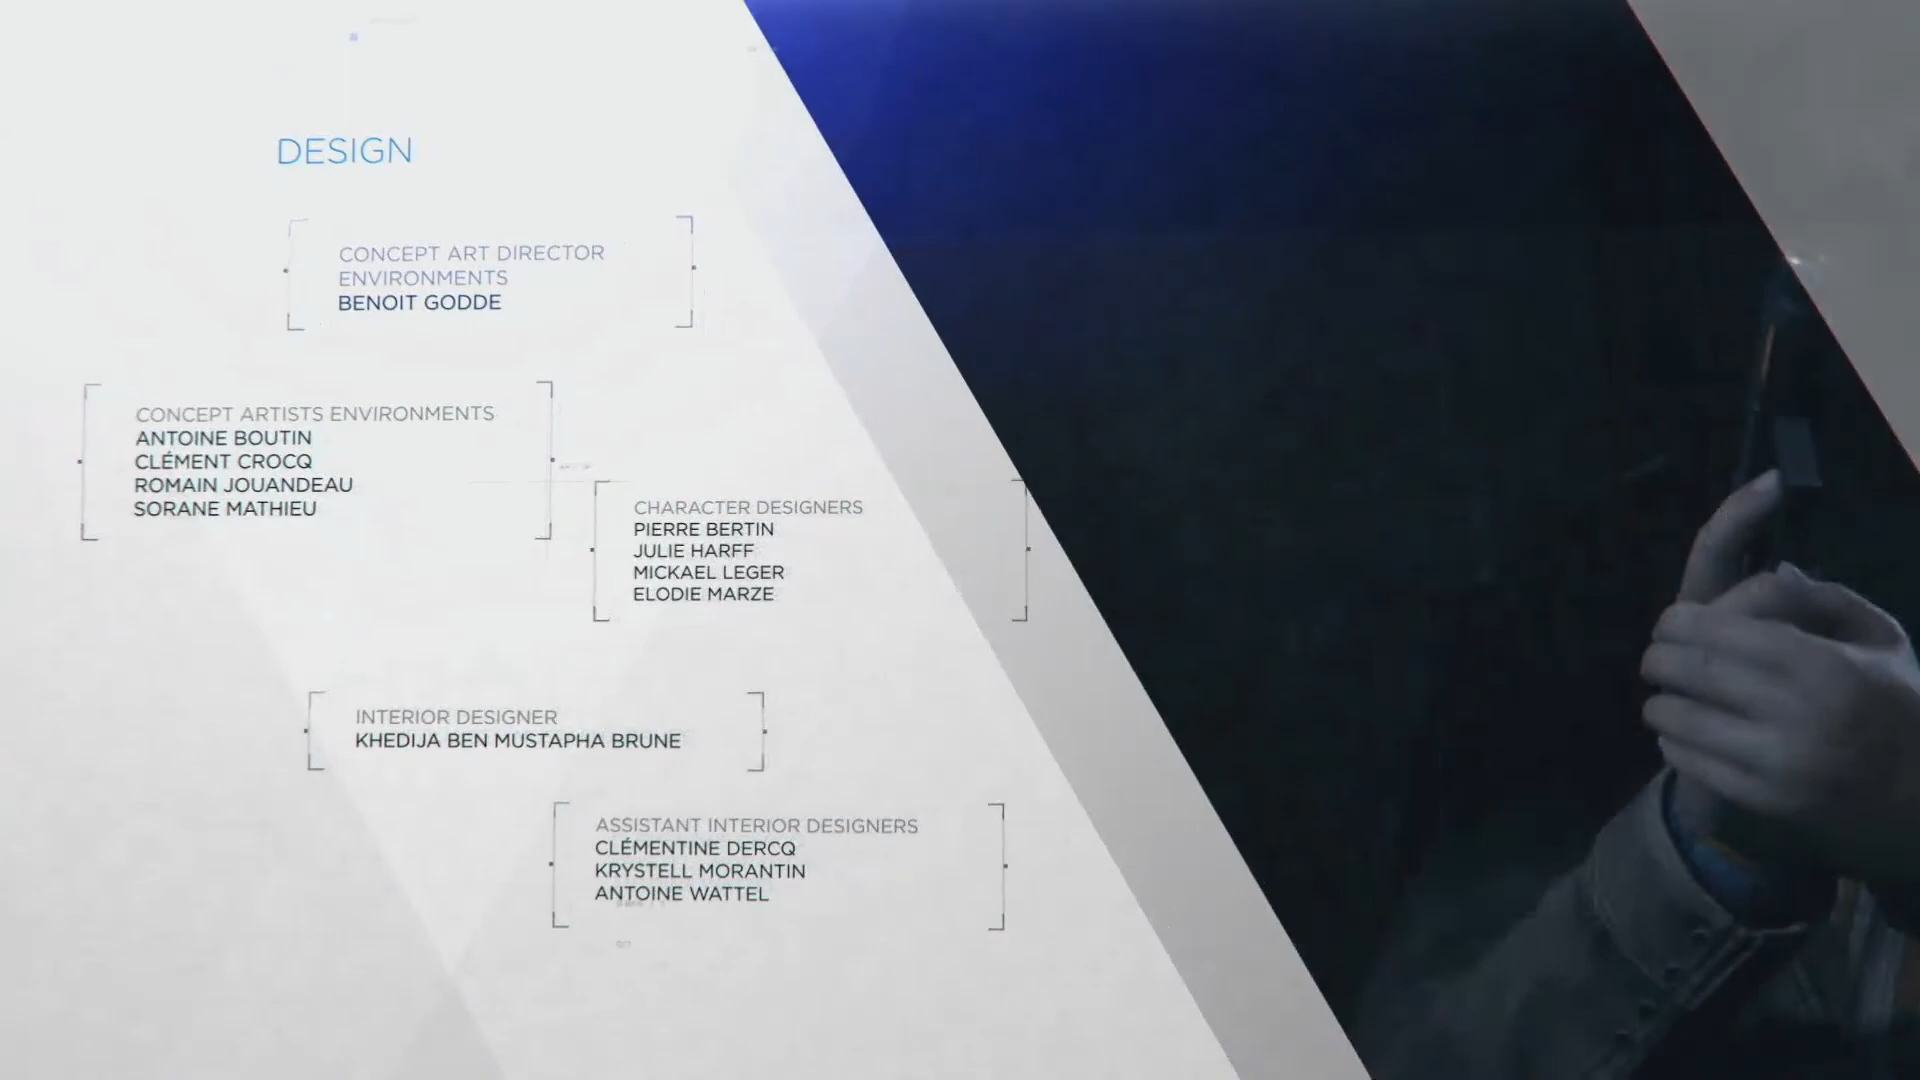 DESIGN
CONCEPT ART DIRECTOR
ENVIRONMENTS
BENOIT GODDE
CONCEPT ARTISTS ENVIRONMENTS
ANTOINE BOUTIN
CLÉMENT CROCQ
ROMAIN JOUANDEAU
SORANE MATHIEU
CHARACTER DESIGNERS
PIERRE BERTIN
JULIE HARFF
MICKAEL LEGER
ELODIE MARZE
INTERIOR DESIGNER
KHEDIJA BEN MUSTAPHA BRUNE
ASSISTANT INTERIOR DESIGNERS
CLÉMENTINE DERCQ
KRYSTELL MORANTIN
ANTOINE WATTEL